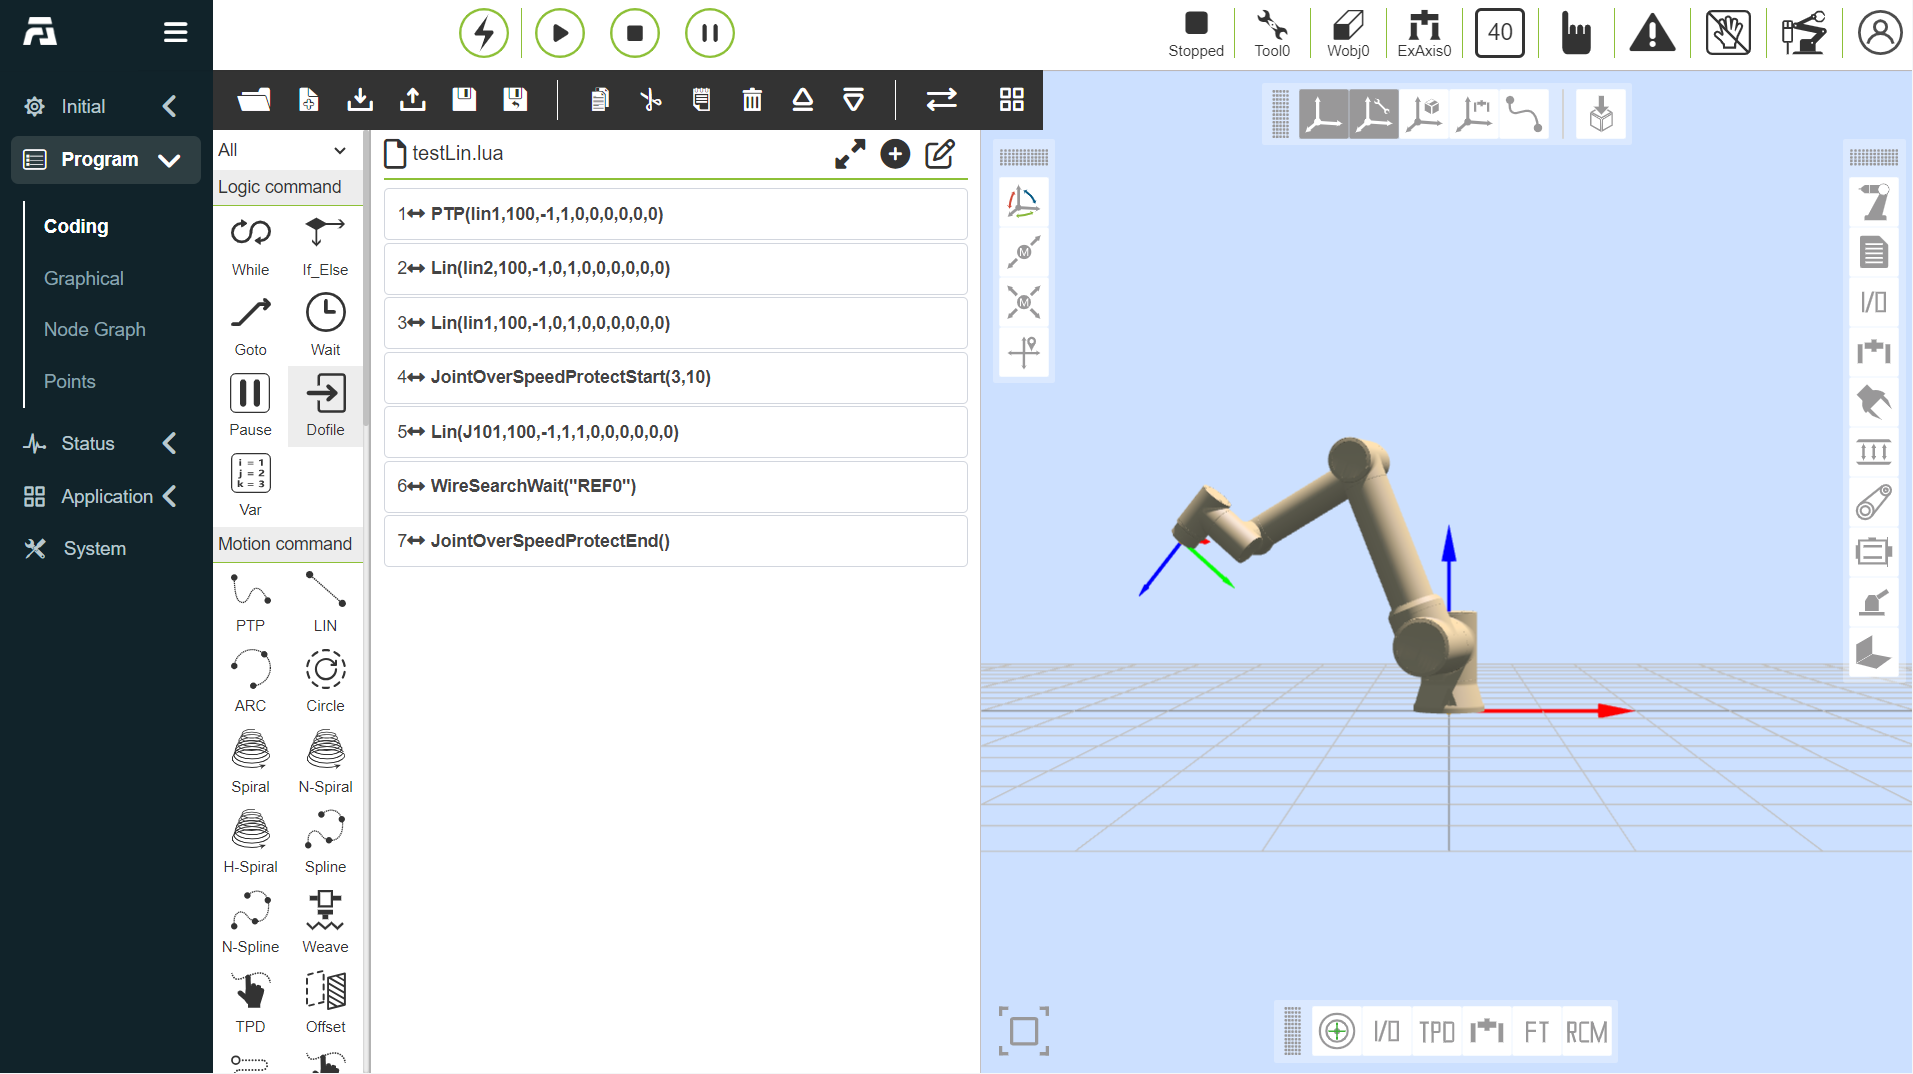 Stopped
Tool0
Wobj0
ExAxis0
40
Initial
Program
Coding
Graphical
Node Graph
Points
Status
Application
System
All
Logic command
While
If_Else
Goto
Wait
Pause
Dofile
i = 1
j = 2
k = 3
Var
Motion command
PTP
LIN
ARC
Circle
Spiral
N-Spiral
H-Spiral
Spline
N-Spline
Weave
TPD
Offset
testLin.lua
1 PTP(lin1,100,-1,1,0,0,0,0,0,0)
2 Lin(lin2,100,-1,0,1,0,0,0,0,0,0)
3 Lin(lin1,100,-1,0,1,0,0,0,0,0,0)
4 JointOverSpeedProtectStart(3,10)
5 Lin(J101,100,-1,1,1,0,0,0,0,0,0)
6 WireSearchWait("REF0")
7 JointOverSpeedProtectEnd()
M
M
I/O
I/O
TPD
FT
RCM